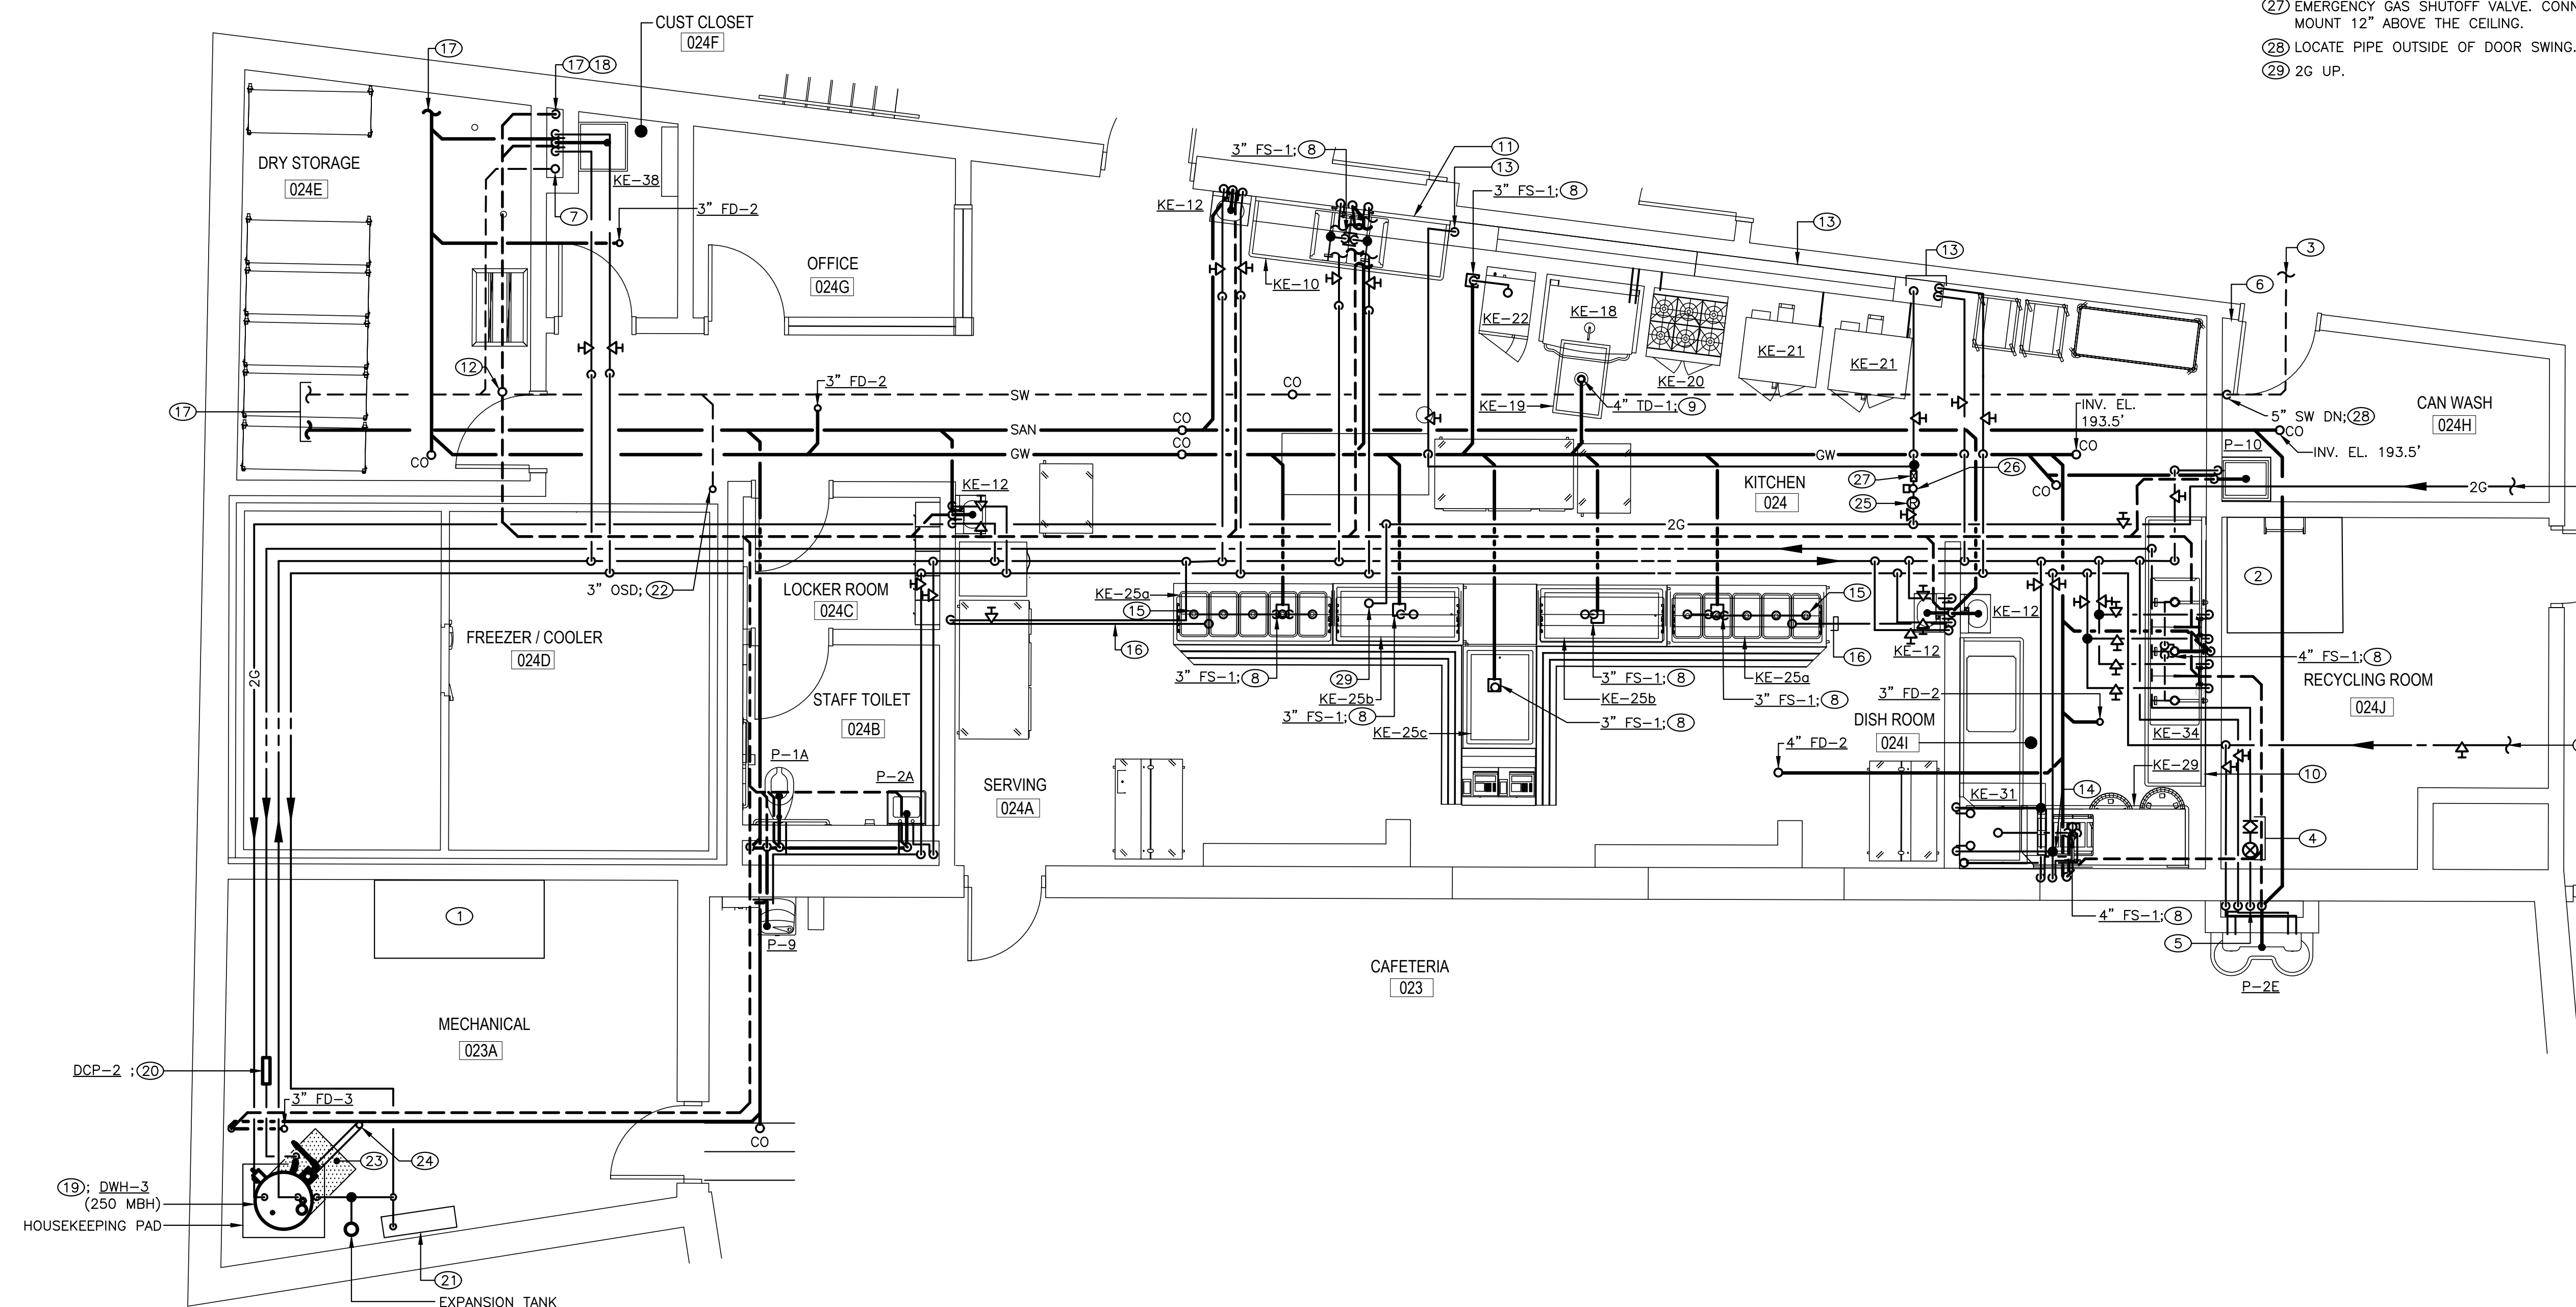 27 EMERGENCY GAS SHUTOFF VALVE. CONN
MOUNT 12" ABOVE THE CEILING.
28 LOCATE PIPE OUTSIDE OF DOOR SWING.
29 2G UP.
CUST CLOSET
024F
17
17 18
DRY STORAGE
024E
KE-38
7
3" FD-2
OFFICE
024G
3" FS-1; 8
11
13
KE-12
3" FS-1; 8
KE-10
KE-22
KE-18
13
13
3
6
KE-21
KE-21
KE-20
KE-19
4" TD-1; 9
12
17
3" FD-2
SW
CO
CO
SAN
CO
GW
GW
CO
INV. EL.
193.5'
CO
5" SW DN; 28
CO
INV. EL. 193.5'
CAN WASH
024H
P-10
KE-12
KITCHEN
024
27
26
25
CO
2G
2G
2G
3" OSD; 22
LOCKER ROOM
024C
FREEZER / COOLER
024D
KE-25a
15
15
16
16
KE-12
KE-12
2
3" FS-1; 8
29
KE-25b
3" FS-1; 8
3" FS-1; 8
KE-25b
KE-25a
3" FS-1; 8
3" FS-1; 8
KE-25c
4" FS-1; 8
RECYCLING ROOM
024J
3" FD-2
STAFF TOILET
024B
P-1A
P-2A
SERVING
024A
4" FD-2
DISH ROOM
024I
KE-34
KE-29
10
14
KE-31
4
1
P-9
4" FS-1; 8
5
P-2E
CAFETERIA
023
MECHANICAL
023A
DCP-2 ; 20
3" FD-3
CO
23
24
19; DWH-3
(250 MBH)
HOUSEKEEPING PAD
21
EXPANSION TANK